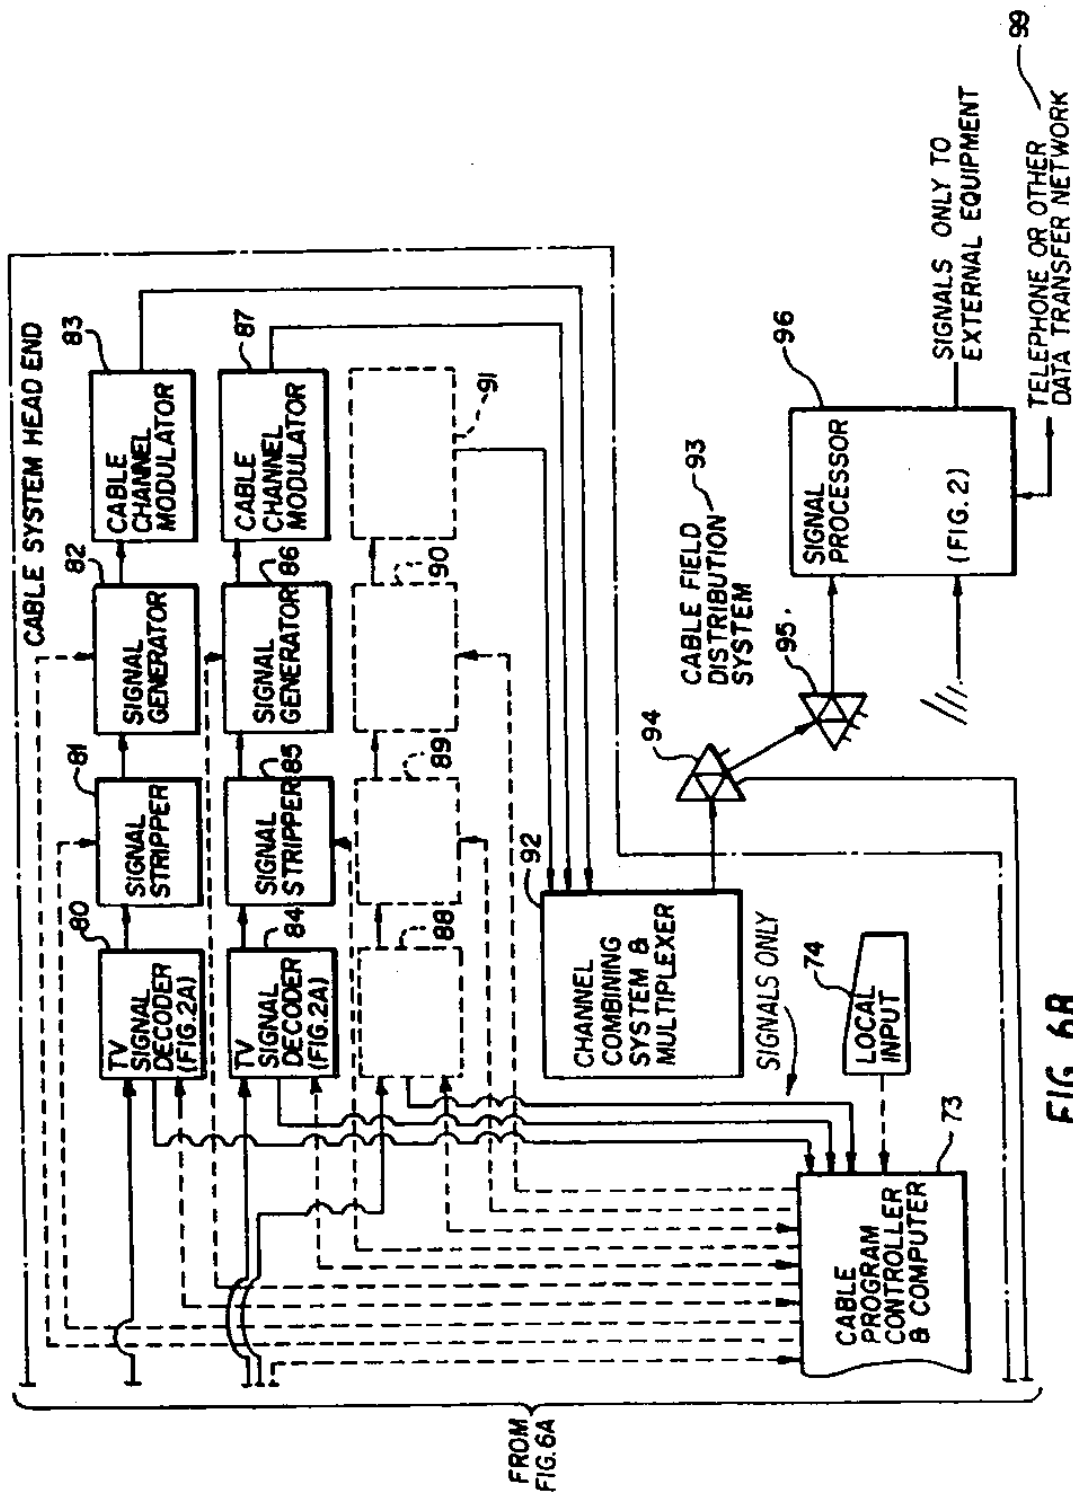 CABLE SYSTEM HEAD END
80
TV
SIGNAL
DECODER
(FIG.2A)
81
SIGNAL
STRIPPER
82
SIGNAL
GENERATOR
83
CABLE
CHANNEL
MODULATOR
84
TV
SIGNAL
DECODER
(FIG.2A)
85
SIGNAL
STRIPPER
86
SIGNAL
GENERATOR
87
CABLE
CHANNEL
MODULATOR
88
89
90
91
FROM
FIG.6A
92
CHANNEL
COMBINING
SYSTEM &
MULTIPLEXER
94
CABLE FIELD
DISTRIBUTION
SYSTEM
93
95.
96
SIGNAL
PROCESSOR
(FIG. 2)
SIGNALS ONLY TO
EXTERNAL EQUIPMENT
TELEPHONE OR OTHER
DATA TRANSFER NETWORK
99
SIGNALS ONLY
74
LOCAL
INPUT
73
CABLE
PROGRAM
CONTROLLER
& COMPUTER
FIG. 6B